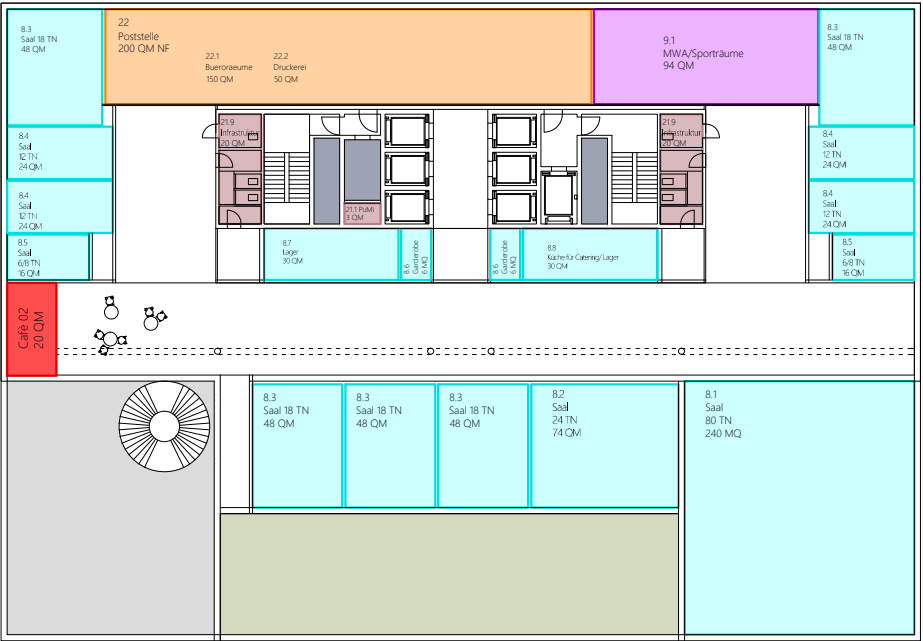 8.3
Saal 18 TN
48 QM
22
Poststelle
200 QM NF
22.1
Bueroraeume
150 QM
22.2
Druckerei
50 QM
9.1
MWA/Sporträume
94 QM
8.3
Saal 18 TN
48 QM
8.4
Saal
12 TN
24 QM
21.9
Infrastruktur
20 QM
21.9
Infrastruktur
20 QM
8.4
Saal
12 TN
24 QM
8.4
Saal
12 TN
24 QM
21.1 PuMi
3 QM
8.4
Saal
12 TN
24 QM
8.5
Saal
6/8 TN
16 QM
8.7
Lager
30 QM
8.6
Garderobe
6 MQ
8.6
Garderobe
6 MQ
8.8
Küche für Catering/ Lager
30 QM
8.5
Saal
6/8 TN
16 QM
Cafè 02
20 QM
8.3
Saal 18 TN
48 QM
8.3
Saal 18 TN
48 QM
8.3
Saal 18 TN
48 QM
8.2
Saal
24 TN
74 QM
8.1
Saal
80 TN
240 MQ